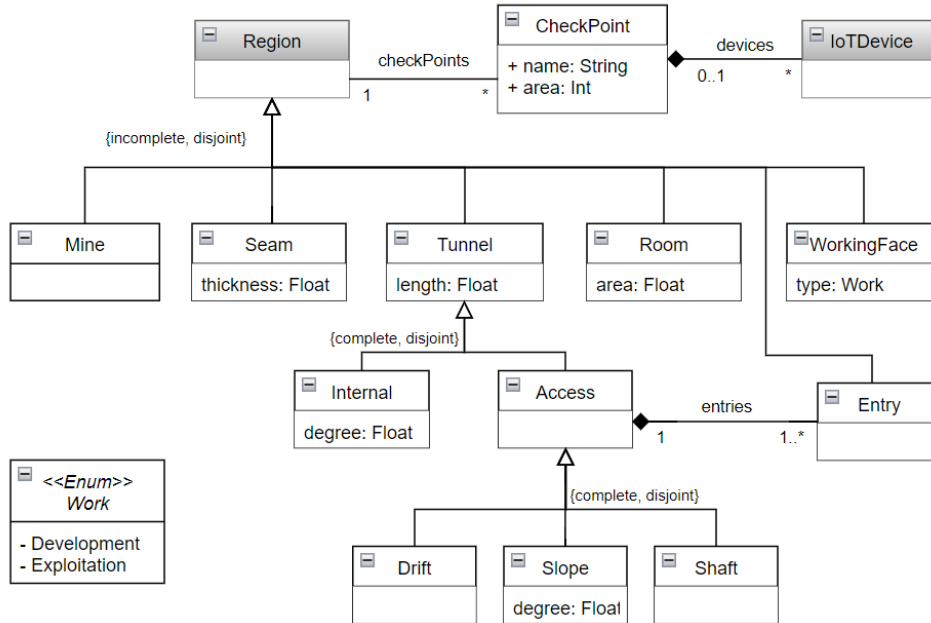 Region
CheckPoint
+ name: String
+ area: Int
IoTDevice
checkPoints
1
*
devices
0..1
*
{incomplete, disjoint}
Mine
Seam
thickness: Float
Tunnel
length: Float
Room
area: Float
WorkingFace
type: Work
{complete, disjoint}
Internal
degree: Float
Access
entries
1
1..*
Entry
<<Enum>>
Work
- Development
- Exploitation
{complete, disjoint}
Drift
Slope
degree: Float
Shaft